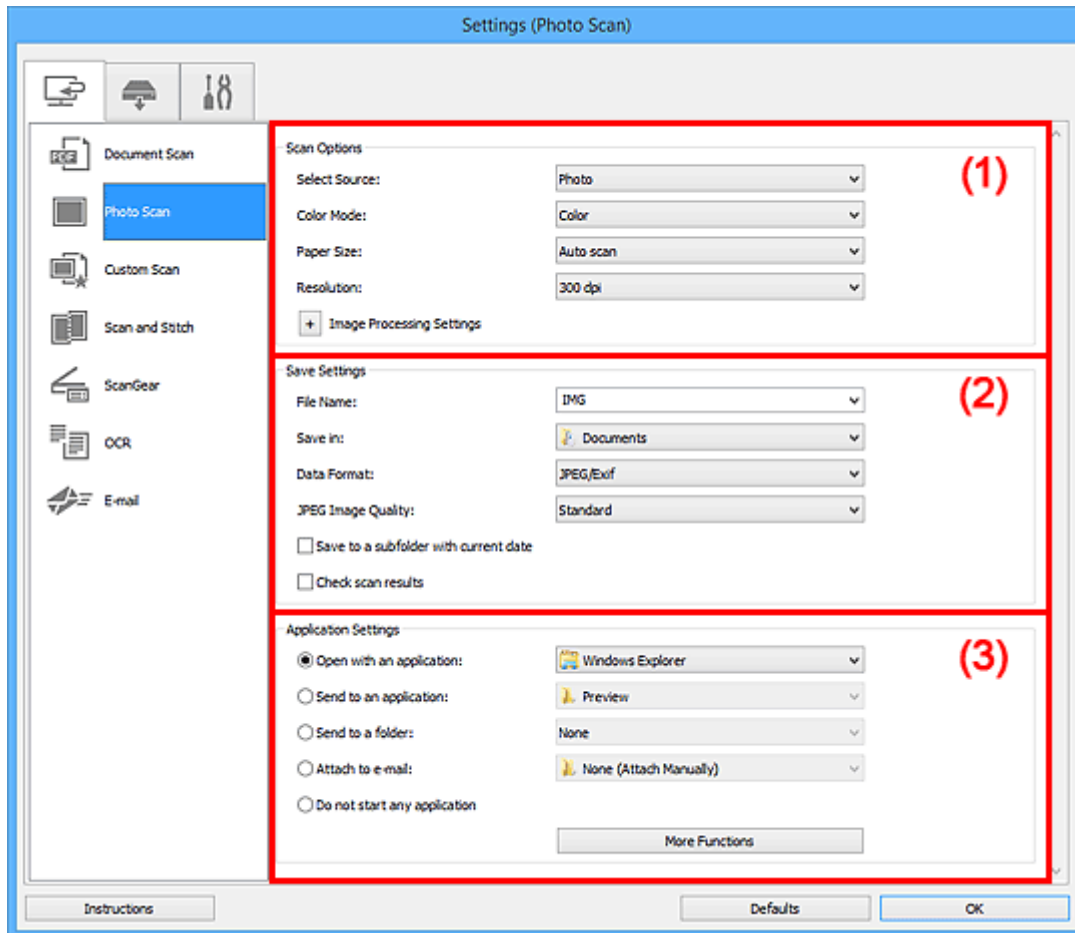 Settings (Photo Scan)
Document Scan
Photo Scan
Custom Scan
Scan and Stitch
ScanGear
OCR
E-mail
Scan Options
(1)
Select Source: Photo
Color Mode: Color
Paper Size: Auto scan
Resolution: 300 dpi
+ Image Processing Settings
Save Settings
(2)
File Name: IMG
Save in: Documents
Data Format: JPEG/Exif
JPEG Image Quality: Standard
Save to a subfolder with current date
Check scan results
Application Settings
(3)
Open with an application: Windows Explorer
Send to an application: Preview
Send to a folder: None
Attach to e-mail: None (Attach Manually)
Do not start any application
More Functions
Instructions Defaults OK